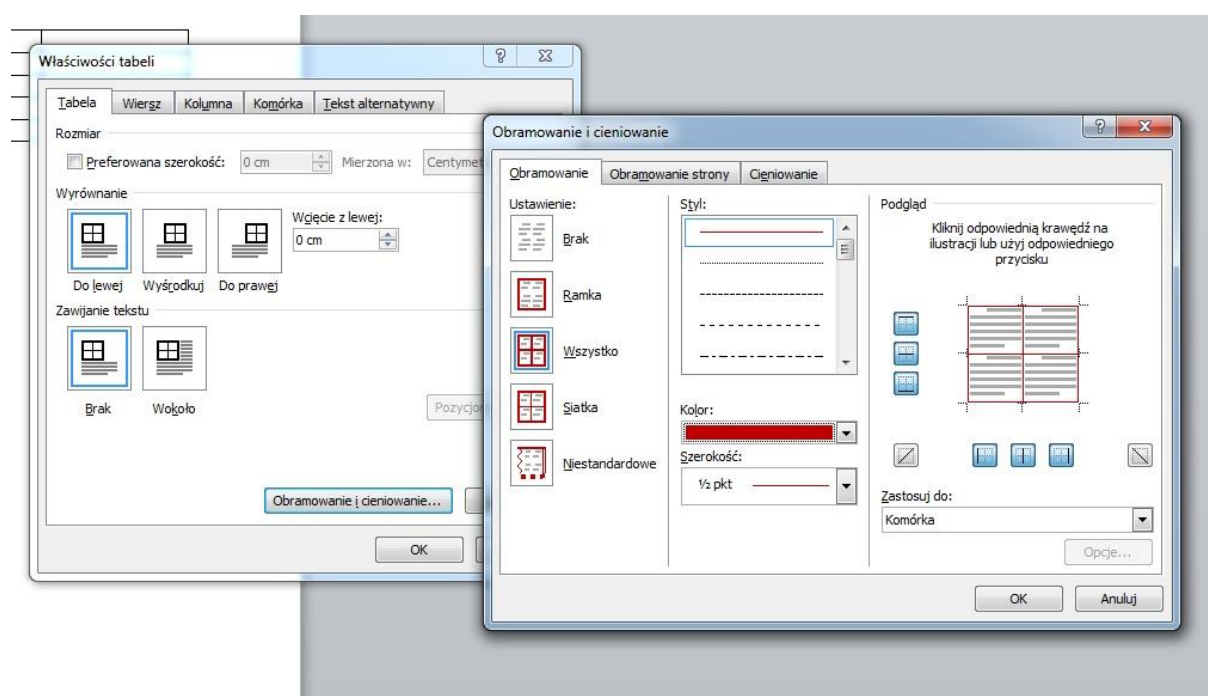 Właściwości tabeli
Tabela Wiersz Kolumna Komórka Tekst alternatywny
Rozmiar
Preferowana szerokość: 0 cm Mierzona w:
Wyrównanie
Wcięcie z lewej:
0 cm
Do lewej Wyśrodkuj Do prawej
Zawijanie tekstu
Brak Wokoło
Obramowanie i cieniowanie...
OK
Obramowanie i cieniowanie
Obramowanie Obramowanie strony Cieniowanie
Ustawienie:
Brak
Ramka
Wszystko
Siatka
Niestandardowe
Styl:
Kolor:
Szerokość:
½ pkt
Podgląd
Kliknij odpowiednią krawędź na
ilustracji lub użyj odpowiedniego
przycisku
Zastosuj do:
Komórka
Opcje...
OK Anuluj